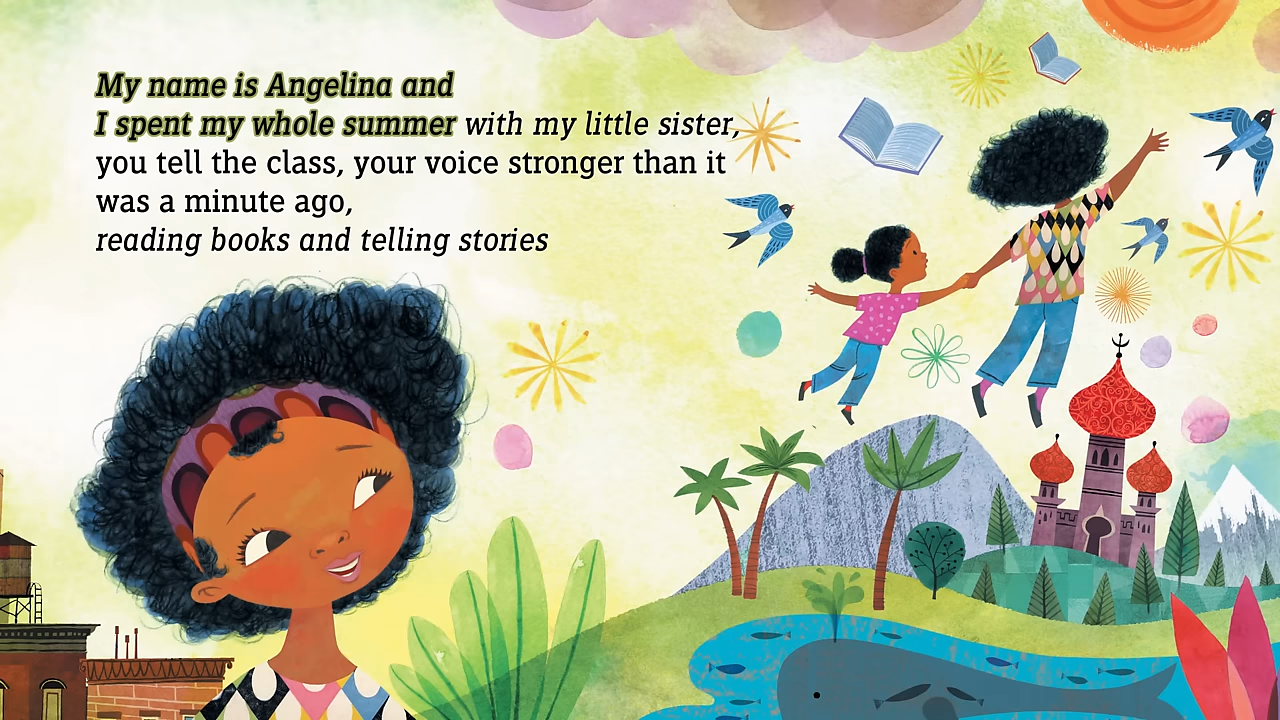 My name is Angelina and
I spent my whole summer with my little sister,
you tell the class, your voice stronger than it
was a minute ago,
reading books and telling stories